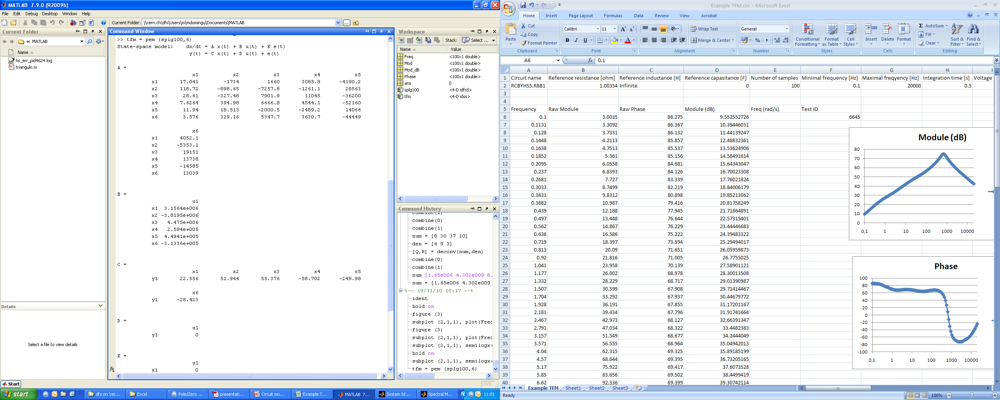 MATLAB 7.9.0 (R2009b)
File Edit Debug Desktop Window Help
Current Folder: \\cern.ch\dfs\Users\m\mdomingu\Documents\MATLAB
Current Folder
« MATLAB
Name
hs_err_pid4624.log
triangulo.m
Details
Select a file to view details
Start
Command Window
>> tfm = pem (splg100,6)
State-space model: dx/dt = A x(t) + B u(t) + K e(t)
y(t) = C x(t) + D u(t) + e(t)
A =
x1 x2 x3 x4 x5
x1 17.041 -1734 1660 3085.8 -4190.2
x2 118.72 -898.65 -7257.8 -1261.1 28563
x3 28.61 -327.48 7901.9 11045 -36200
x4 7.6264 394.98 6666.8 4544.1 -52160
x5 11.94 18.513 -2000.5 -2489.2 14066
x6 3.576 329.16 5347.7 3630.7 -44449
x6
x1 4052.1
x2 -5353.1
x3 19151
x4 13738
x5 -14585
x6 13039
B =
u1
x1 3.1564e+006
x2 -3.8195e+006
x3 4.475e+006
x4 2.594e+005
x5 4.4941e+005
x6 -3.1336e+005
C =
x1 x2 x3 x4 x5
y1 22.556 51.944 55.376 -58.702 -249.98
x6
y1 -28.423
D =
u1
y1 0
K =
y1
x1 0
OVR
Workspace
Stack: Select ...
Name Value
Freq <100x1 double>
Mod <100x1 double>
Mod_dB <100x1 double>
Phase <100x1 double>
ans 0
splg100 <4-D idfrd>
tfm <4-D idss>
Command History
combine(1)
combine(0)
combine(1)
num = [8 30 37 10]
den = [4 9 3]
[Q,R] = deconv(num,den)
combine(0)
combine(1)
num [1.65e006 4.302e009 8.
num = [1.65e006 4.302e009
%-- 19/11/10 10:17 --%
ident
hold on
figure (3)
subplot (2,1,1), plot(Fred
figure (3)
subplot (2,1,1), plot(Fred
subplot (2,1,1), semilogx(
hold on
subplot (2,1,1), semilogx(
tfm = pem (splg100,6)
start
dfs on 'cer...
Excel
Pole/Zero ...
presentati...
Circuit mo...
Example T...
MATLAB 7...
System Id...
Spectral M...
11:01
Example TFM.csv - Microsoft Excel
Home Insert Page Layout Formulas Data Review View Acrobat
Paste
Cut
Copy
Format Painter
Clipboard
Calibri 11
B I U
Font
Wrap Text
Merge & Center
Alignment
General
Number
Conditional Formatting
Format as Table
Cell Styles
Styles
Insert Delete Format
Cells
AutoSum
Fill
Clear
Sort & Filter
Find & Select
Editing
A6 fx 0.1
A B C D E F G H I
1 Circuit name Reference resistance [ohm] Reference inductance [H] Reference capasitance [F] Number of samples Minimal frequency [Hz] Maximal freqyency [Hz] Integration time [s] Voltage
2 RCBYHS5.R8B1 1.00354 Infinite 0 100 0.1 20000 0.5
3
4
5 Frequency Raw Module Raw Phase Module (dB) Freq (rad/s) Test ID
6 0.1 3.0035 86.275 9.552552726 6645
7 0.1131 3.3092 86.367 10.39446031
8 0.128 3.7331 86.132 11.44139247
9 0.1448 4.2113 85.857 12.48832361
10 0.1638 4.7513 85.537 13.53624906
11 0.1852 5.361 85.156 14.58491614
12 0.2095 6.0558 84.681 15.64343047
13 0.237 6.8393 84.126 16.70023308
14 0.2681 7.727 83.339 17.76021824
15 0.3033 8.7499 82.219 18.84006179
16 0.3431 9.8312 80.898 19.85213062
17 0.3882 10.987 79.416 20.81758249
18 0.439 12.188 77.945 21.71864891
19 0.497 13.448 76.644 22.57315401
20 0.562 14.867 76.229 23.44446683
21 0.636 16.586 75.222 24.39483322
22 0.719 18.397 73.594 25.29494017
23 0.813 20.09 71.651 26.05959873
24 0.92 21.816 71.005 26.7755025
25 1.041 23.958 70.139 27.58901121
26 1.177 26.002 68.978 28.30013508
27 1.332 28.229 68.717 29.01390987
28 1.507 30.599 67.908 29.71414467
29 1.704 33.292 67.937 30.44679772
30 1.928 36.191 67.855 31.17201167
31 2.181 39.434 67.796 31.91741664
32 2.467 42.973 68.127 32.66391347
33 2.791 47.034 68.322 33.4482383
34 3.157 51.549 68.677 34.2444049
35 3.571 56.555 68.964 35.04942013
36 4.04 62.315 69.325 35.89185199
37 4.57 68.644 69.395 36.73205165
38 5.17 75.922 69.417 37.6073528
39 5.85 83.656 69.502 38.4499419
40 6.62 92.336 69.399 39.30742114
Module (dB)
80
70
60
50
40
30
20
10
0
0,1 1 10 100 1000 10000
Phase
100
80
60
40
20
0
-20
-40
-60
-80
-100
0,1 1 10 100 1000 10000
Example TFM Sheet1 Sheet2 Sheet3
Ready
100%